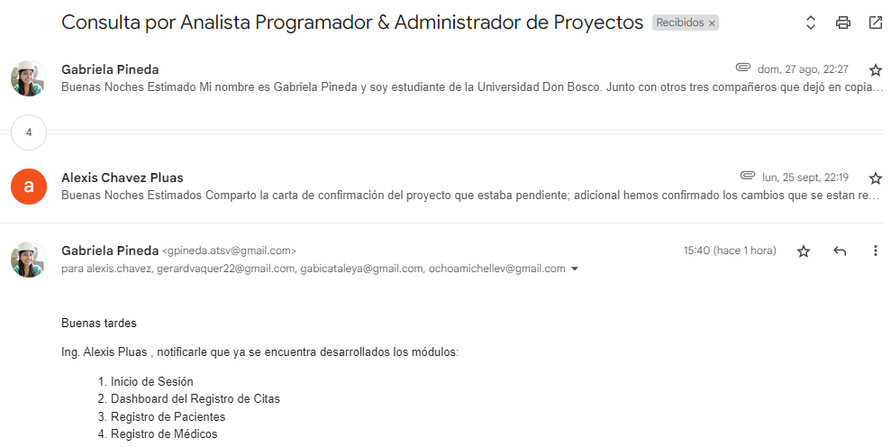 Consulta por Analista Programador & Administrador de Proyectos Recibidos ×
Gabriela Pineda dom, 27 ago, 22:27
Buenas Noches Estimado Mi nombre es Gabriela Pineda y soy estudiante de la Universidad Don Bosco. Junto con otros tres compañeros que dejó en copia...
4
a
Alexis Chavez Pluas lun, 25 sept, 22:19
Buenas Noches Estimados Comparto la carta de confirmación del proyecto que estaba pendiente; adicional hemos confirmado los cambios que se estan re...
Gabriela Pineda <gpineda.atsv@gmail.com> 15:40 (hace 1 hora)
para alexis.chavez, gerardvaquer22@gmail.com, gabicataleya@gmail.com, ochoamichellev@gmail.com
Buenas tardes
Ing. Alexis Pluas , notificarle que ya se encuentra desarrollados los módulos:
1. Inicio de Sesión
2. Dashboard del Registro de Citas
3. Registro de Pacientes
4. Registro de Médicos